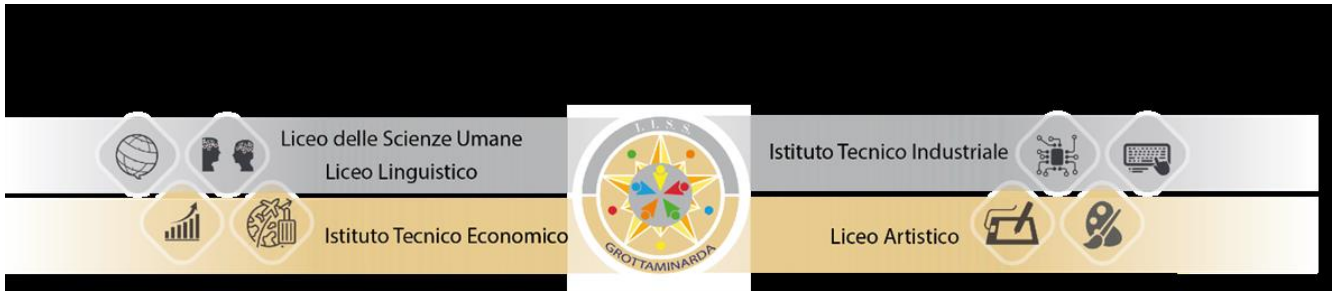 Liceo delle Scienze Umane
Liceo Linguistico
Istituto Tecnico Economico
I. I. S. S.
GROTTAMINARDA
Istituto Tecnico Industriale
Liceo Artistico